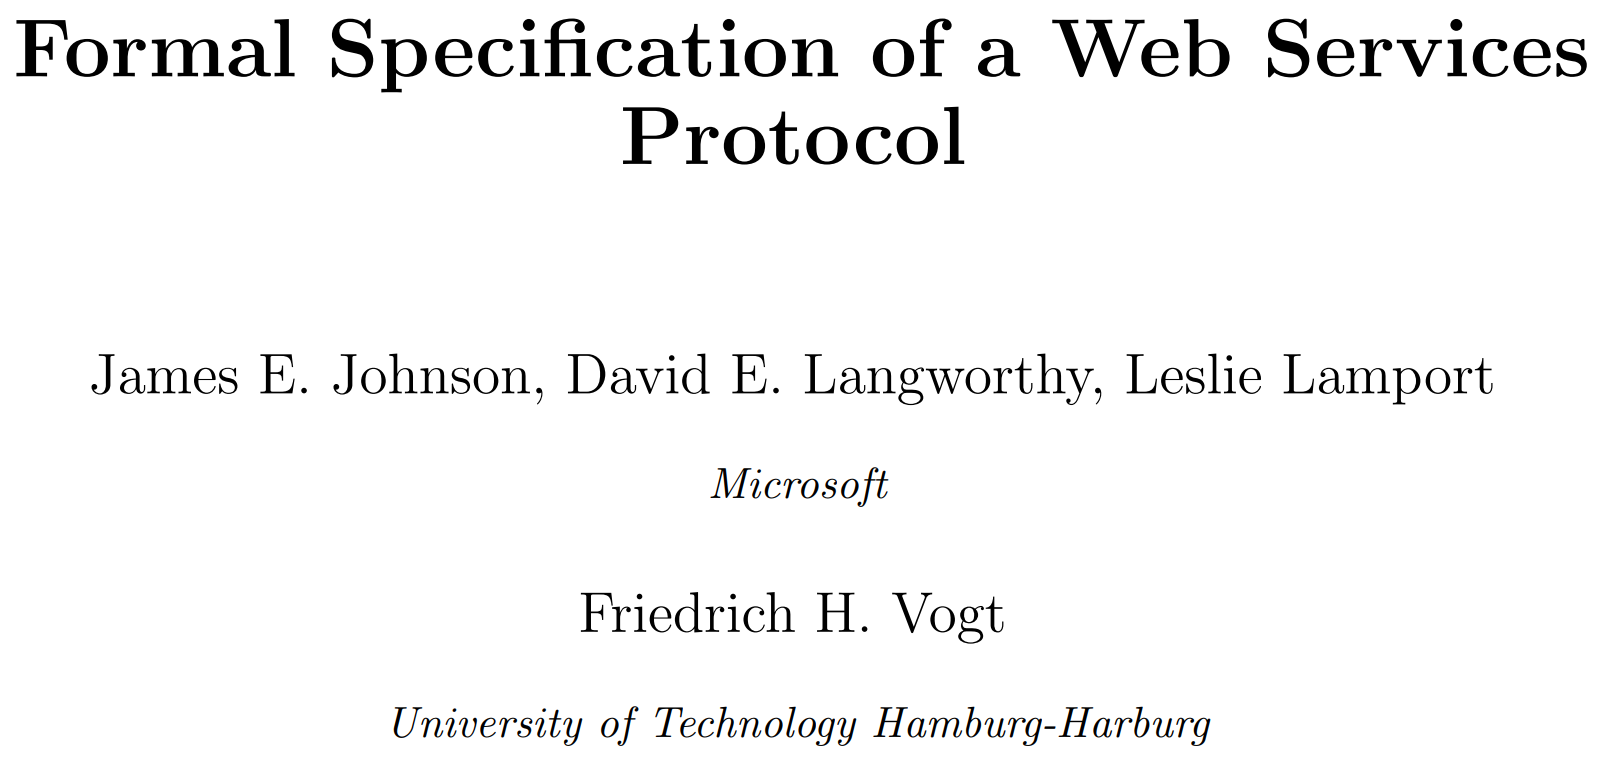 Formal Specification of a Web Services
Protocol
James E. Johnson, David E. Langworthy, Leslie Lamport
Microsoft
Friedrich H. Vogt
University of Technology Hamburg-Harburg